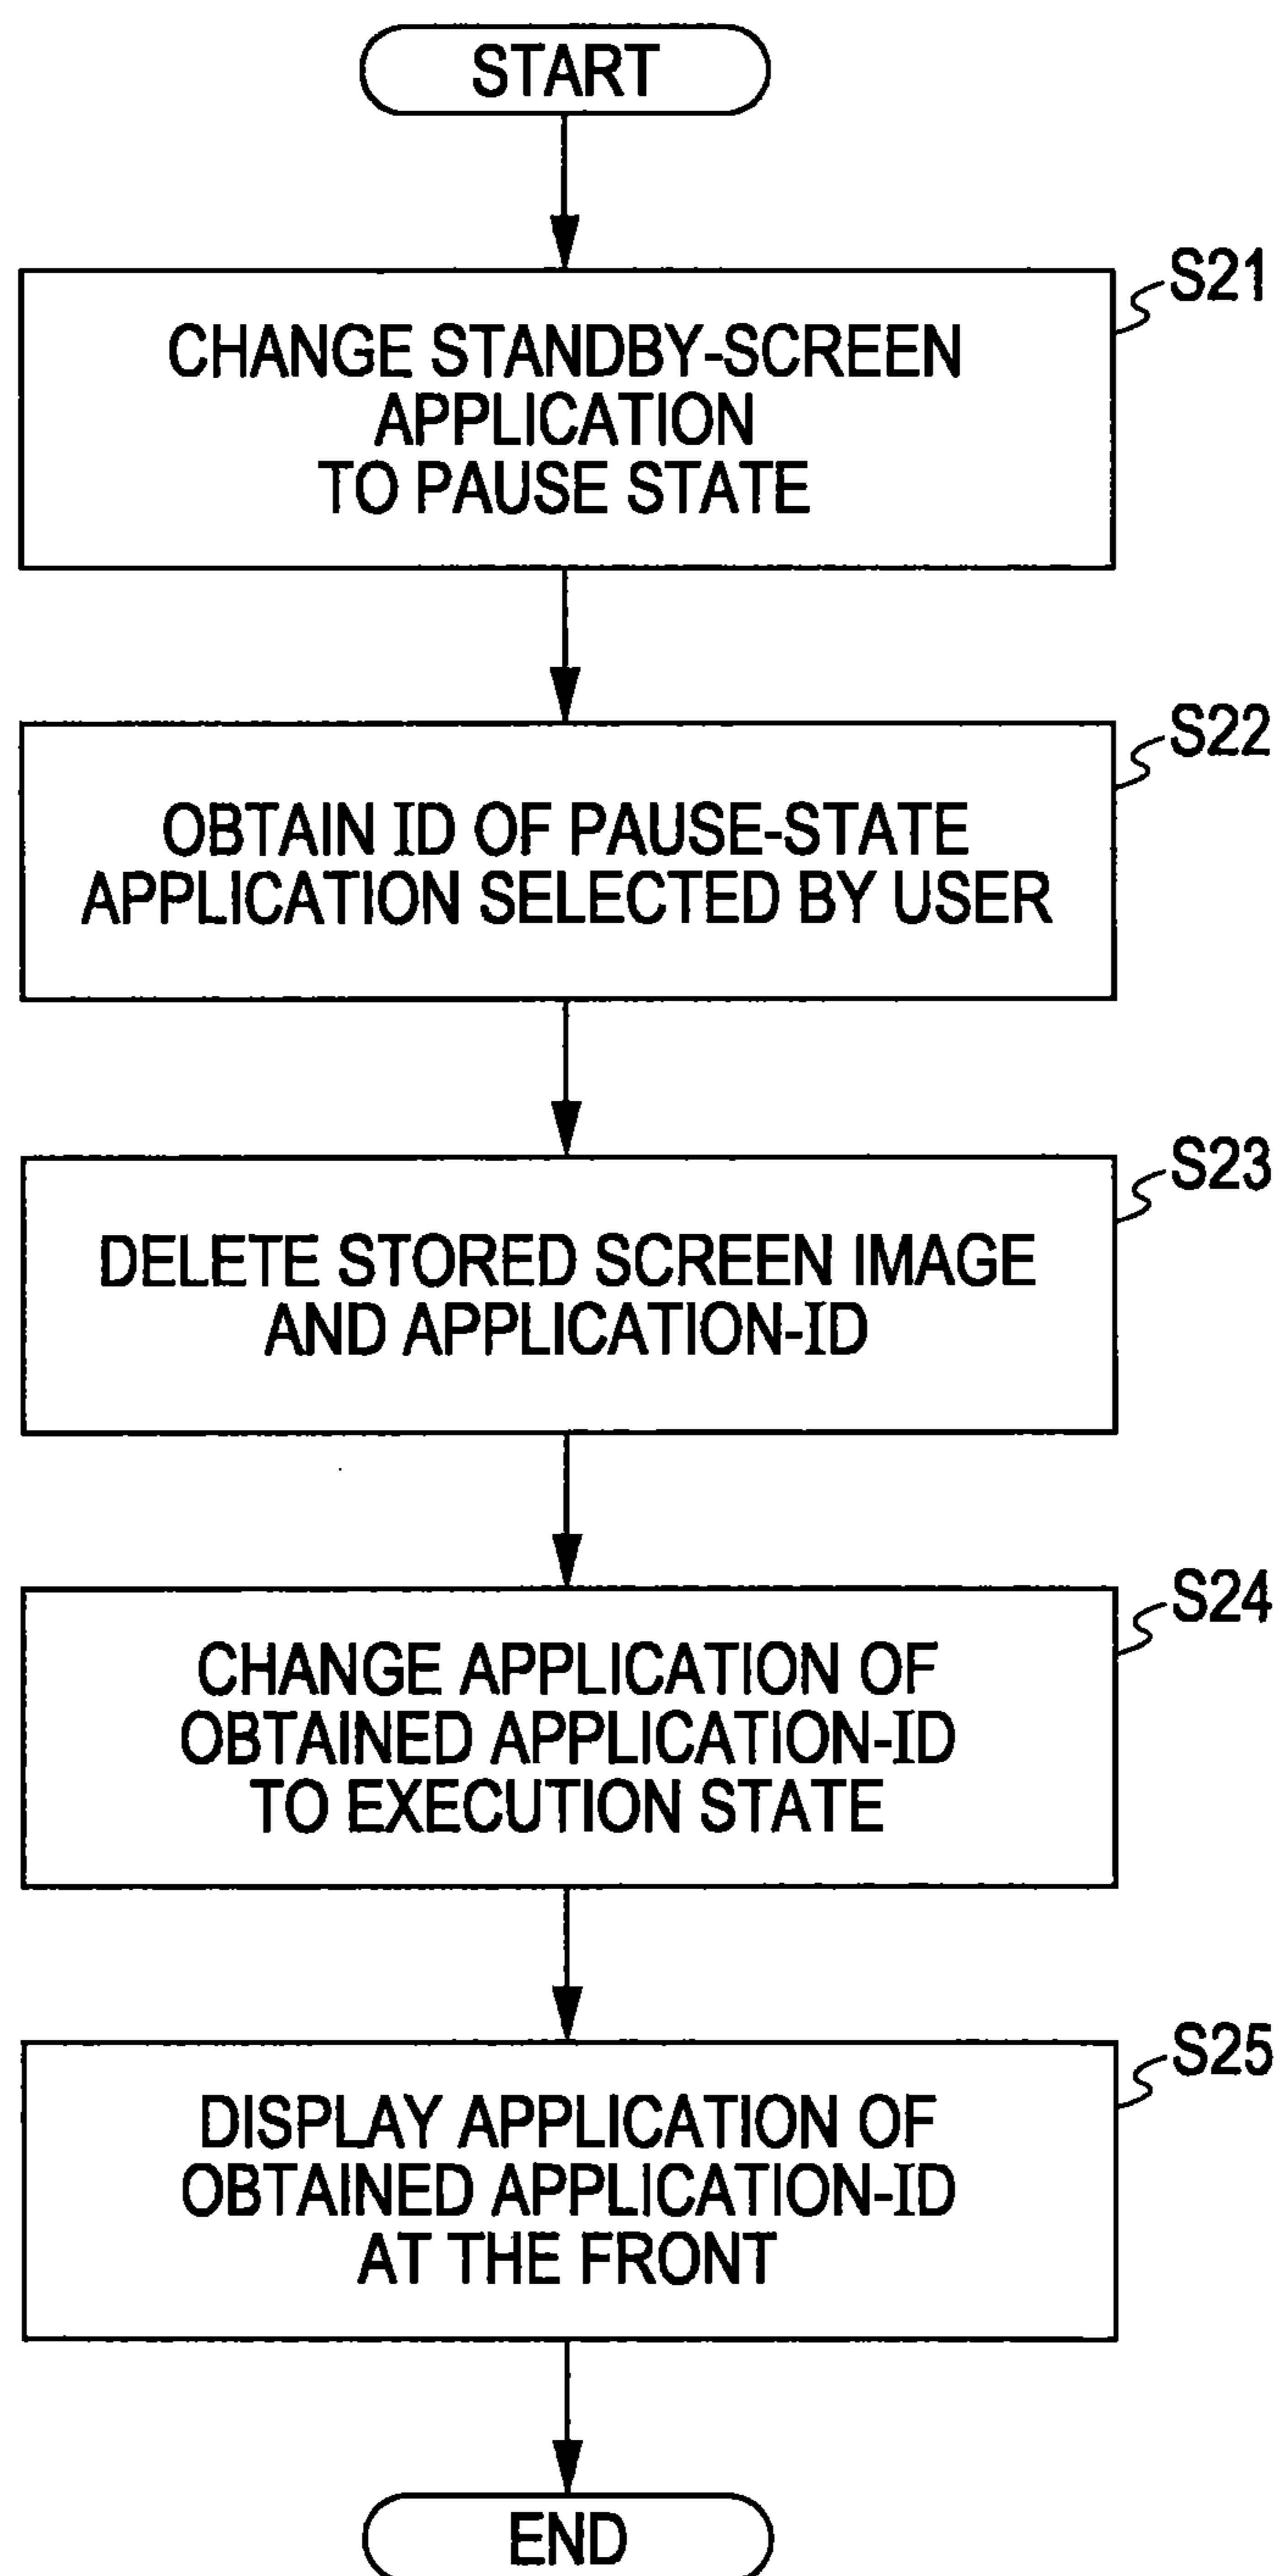 START
S21
CHANGE STANDBY-SCREEN
APPLICATION
TO PAUSE STATE
S22
OBTAIN ID OF PAUSE-STATE
APPLICATION SELECTED BY USER
S23
DELETE STORED SCREEN IMAGE
AND APPLICATION-ID
S24
CHANGE APPLICATION OF
OBTAINED APPLICATION-ID
TO EXECUTION STATE
S25
DISPLAY APPLICATION OF
OBTAINED APPLICATION-ID
AT THE FRONT
END